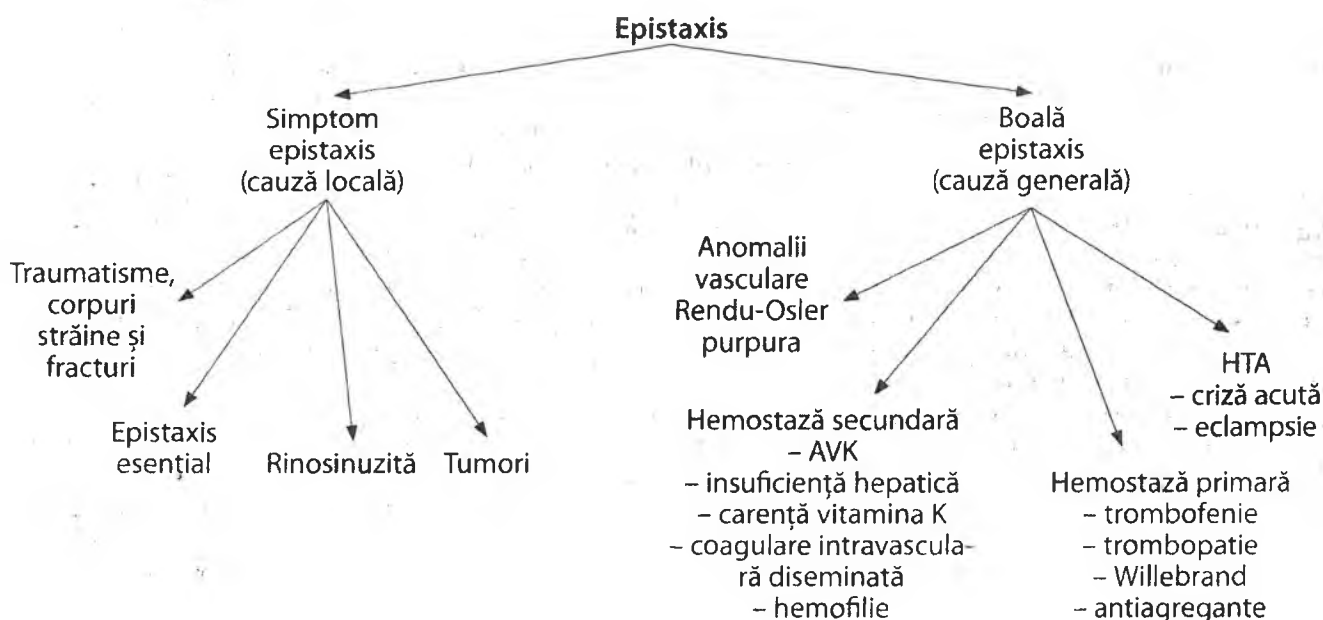 Epistaxis
Simptom
epistaxis
(cauză locală)
Boală
epistaxis
(cauză generală)
Traumatisme,
corpuri
străine și
fracturi
Epistaxis
esențial
Rinosinuzită
Tumori
Anomalii
vasculare
Rendu-Osler
purpura
Hemostază secundară
– AVK
– insuficiență hepatică
– carență vitamina K
– coagulare intravascula-
ră diseminată
– hemofilie
Hemostază primară
– trombofenie
– trombopatie
– Willebrand
– antiagregante
HTA
– criză acută
– eclampsie